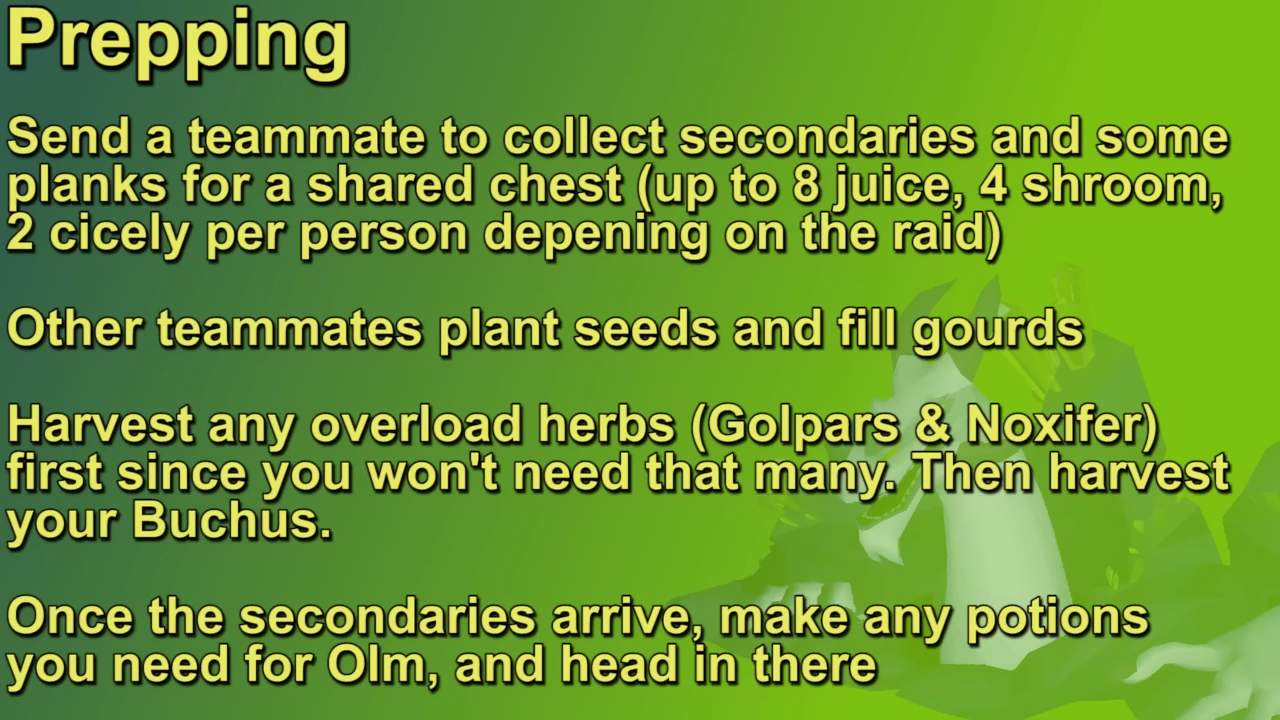 Prepping
Send a teammate to collect secondaries and some
planks for a shared chest (up to 8 juice, 4 shroom,
2 cicely per person depening on the raid)
Other teammates plant seeds and fill gourds
Harvest any overload herbs (Golpars & Noxifer)
first since you won't need that many. Then harvest
your Buchus.
Once the secondaries arrive, make any potions
you need for Olm, and head in there